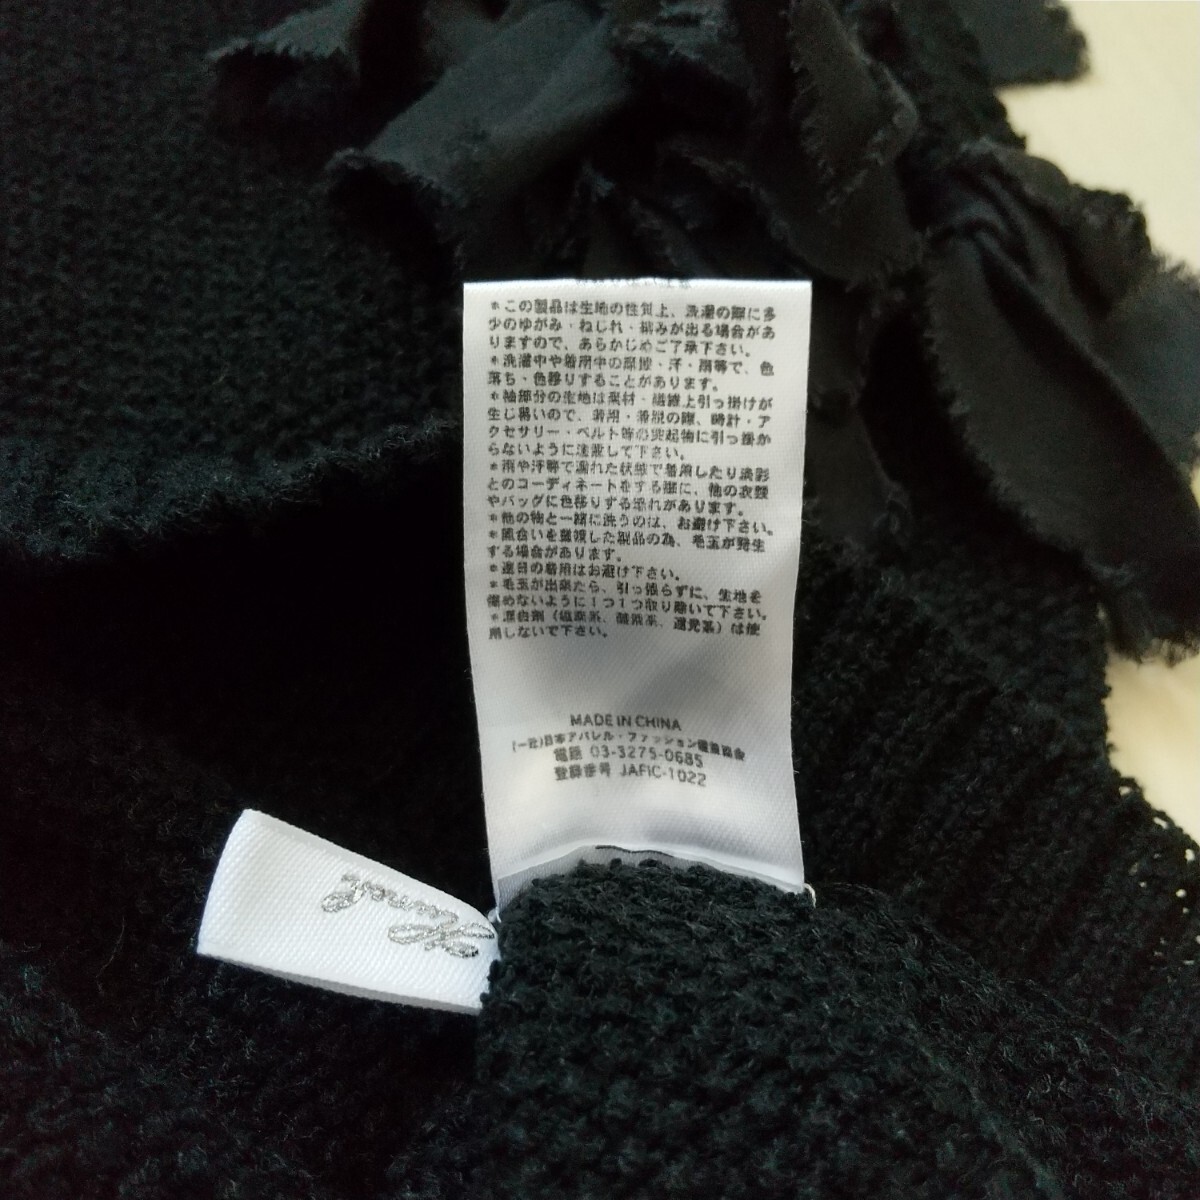 *この製品は生地の性質上、洗濯の際に多
少のゆがみ・ねじれ・縮みが出る場合があ
りますので、あらかじめご了承下さい。
*洗濯中や着用中の摩擦・汗・雨等で、色
落ち・色移りすることがあります。
*袖部分の生地は素材・繊維上引っ掛けが
生じ易いので、着用・着脱の際、時計・ア
クセサリー・ベルト等の突起物に引っ掛か
らないように注意して下さい。
*雨や汗等で濡れた状態で着用したり淡彩
とのコーディネートをする際に、他の衣類
やバッグに色移りする恐れがあります。
*他の物と一緒に洗うのは、お避け下さい。
*風合いを重視した製品の為、毛玉が発生
する場合があります。
*連日の着用はお避け下さい。
*毛玉が出来たら、引っ張らずに、生地を
傷めないように1つ1つ取り除いて下さい。
*漂白剤(塩素系、酸素系、還元系)は使
用しないで下さい。
MADE IN CHINA
(一社)日本アパレル・ファッション産業協会
電話 03-3275-0685
登録番号 JAFIC-1022